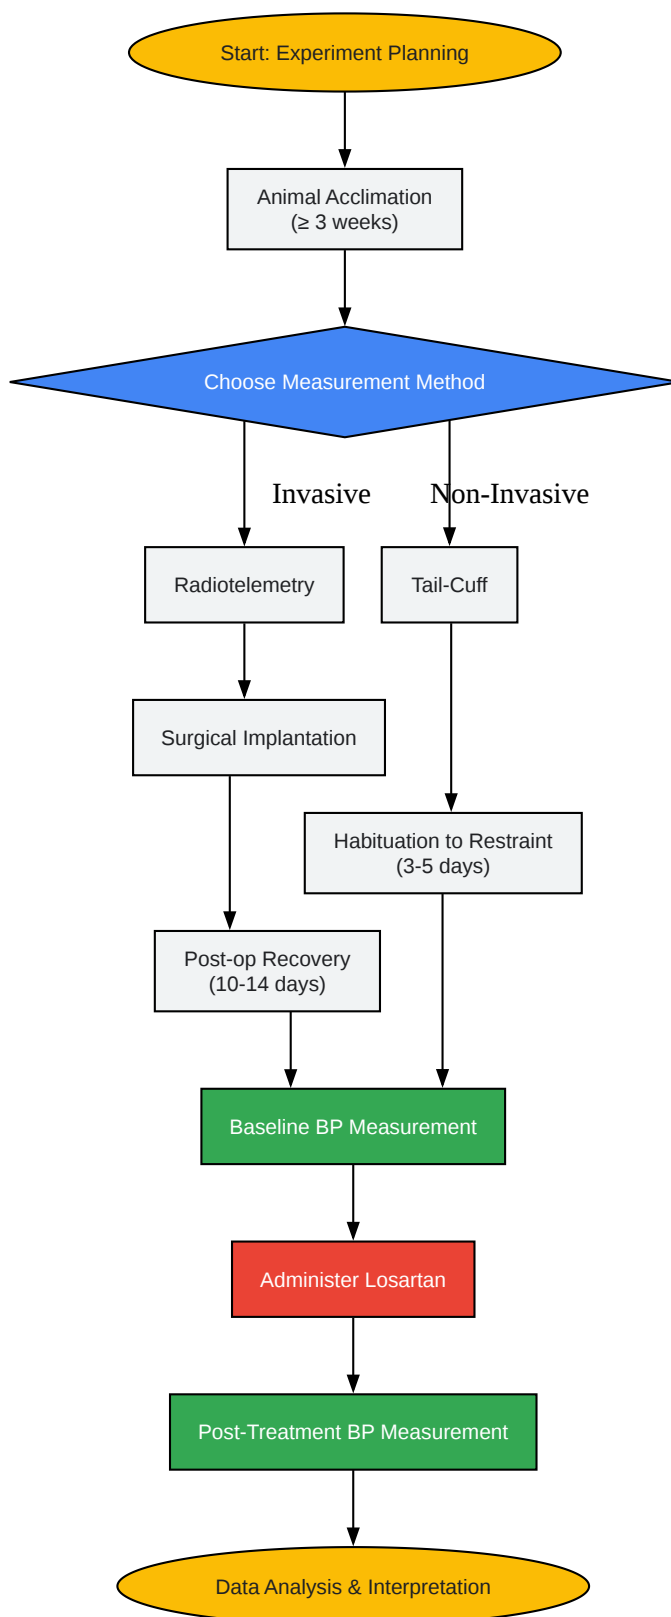 Start: Experiment Planning
Animal Acclimation
(≥ 3 weeks)
Choose Measurement Method
Invasive
Non-Invasive
Radiotelemetry
Tail-Cuff
Surgical Implantation
Habituation to Restraint
(3-5 days)
Post-op Recovery
(10-14 days)
Baseline BP Measurement
Administer Losartan
Post-Treatment BP Measurement
Data Analysis & Interpretation